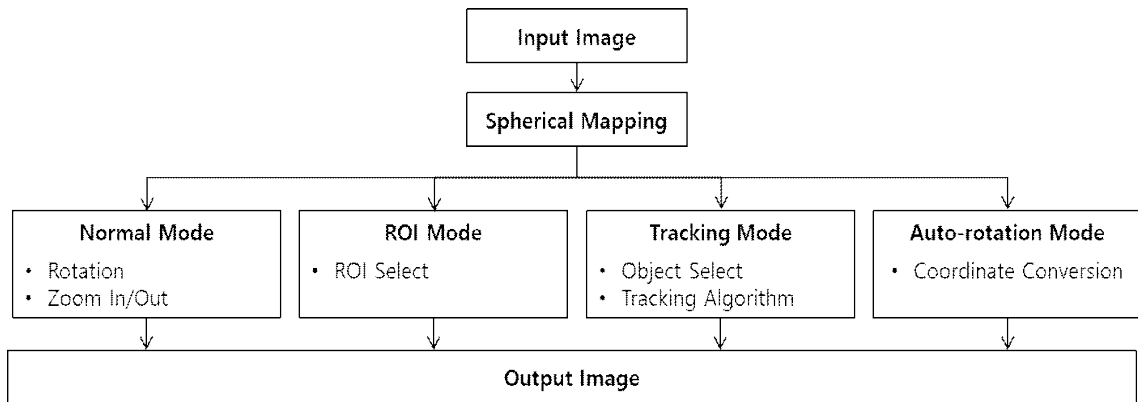 Input Image
Spherical Mapping
Normal Mode
• Rotation
• Zoom In/Out
ROI Mode
• ROI Select
Tracking Mode
• Object Select
• Tracking Algorithm
Auto-rotation Mode
• Coordinate Conversion
Output Image